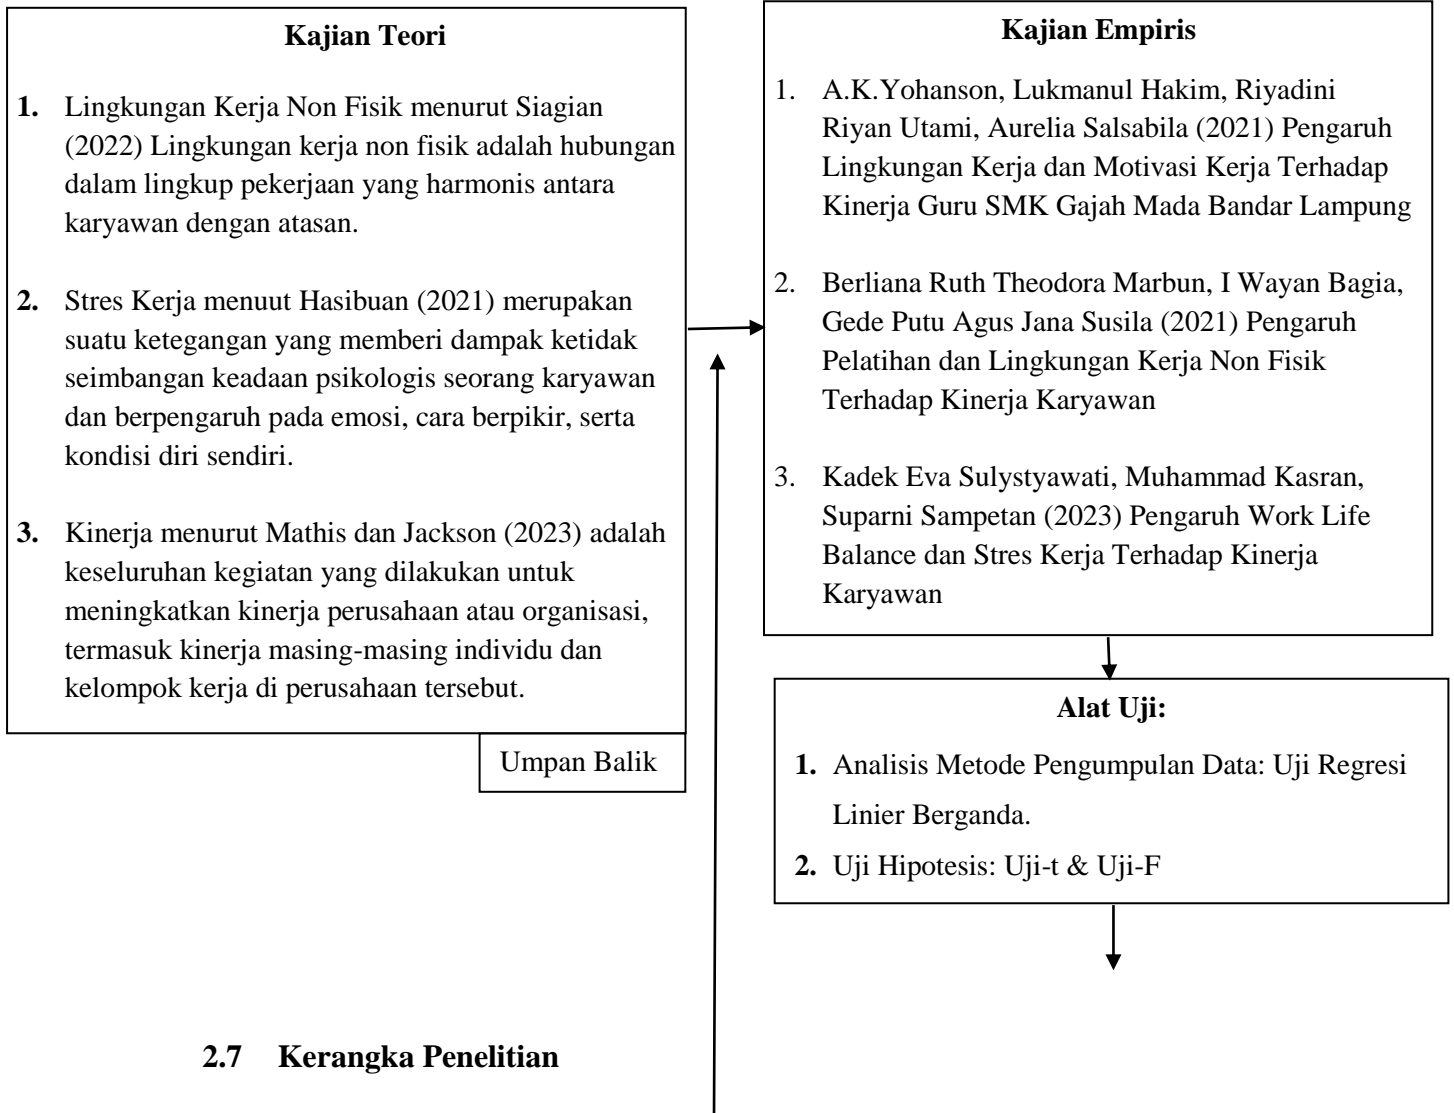 Kajian Teori
1. Lingkungan Kerja Non Fisik menurut Siagian
(2022) Lingkungan kerja non fisik adalah hubungan
dalam lingkup pekerjaan yang harmonis antara
karyawan dengan atasan.
2. Stres Kerja menuut Hasibuan (2021) merupakan
suatu ketegangan yang memberi dampak ketidak
seimbangan keadaan psikologis seorang karyawan
dan berpengaruh pada emosi, cara berpikir, serta
kondisi diri sendiri.
3. Kinerja menurut Mathis dan Jackson (2023) adalah
keseluruhan kegiatan yang dilakukan untuk
meningkatkan kinerja perusahaan atau organisasi,
termasuk kinerja masing-masing individu dan
kelompok kerja di perusahaan tersebut.
Umpan Balik
Kajian Empiris
1. A.K.Yohanson, Lukmanul Hakim, Riyadini
Riyan Utami, Aurelia Salsabila (2021) Pengaruh
Lingkungan Kerja dan Motivasi Kerja Terhadap
Kinerja Guru SMK Gajah Mada Bandar Lampung
2. Berliana Ruth Theodora Marbun, I Wayan Bagia,
Gede Putu Agus Jana Susila (2021) Pengaruh
Pelatihan dan Lingkungan Kerja Non Fisik
Terhadap Kinerja Karyawan
3. Kadek Eva Sulystyawati, Muhammad Kasran,
Suparni Sampetan (2023) Pengaruh Work Life
Balance dan Stres Kerja Terhadap Kinerja
Karyawan
Alat Uji:
1. Analisis Metode Pengumpulan Data: Uji Regresi
Linier Berganda.
2. Uji Hipotesis: Uji-t & Uji-F
2.7 Kerangka Penelitian